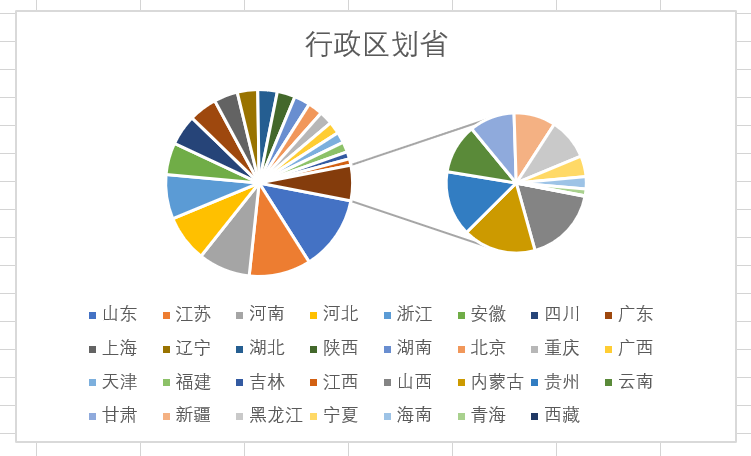 行政区划省
山东 江苏 河南 河北 浙江 安徽 四川 广东
上海 辽宁 湖北 陕西 湖南 北京 重庆 广西
天津 福建 吉林 江西 山西 内蒙古 贵州 云南
甘肃 新疆 黑龙江 宁夏 海南 青海 西藏